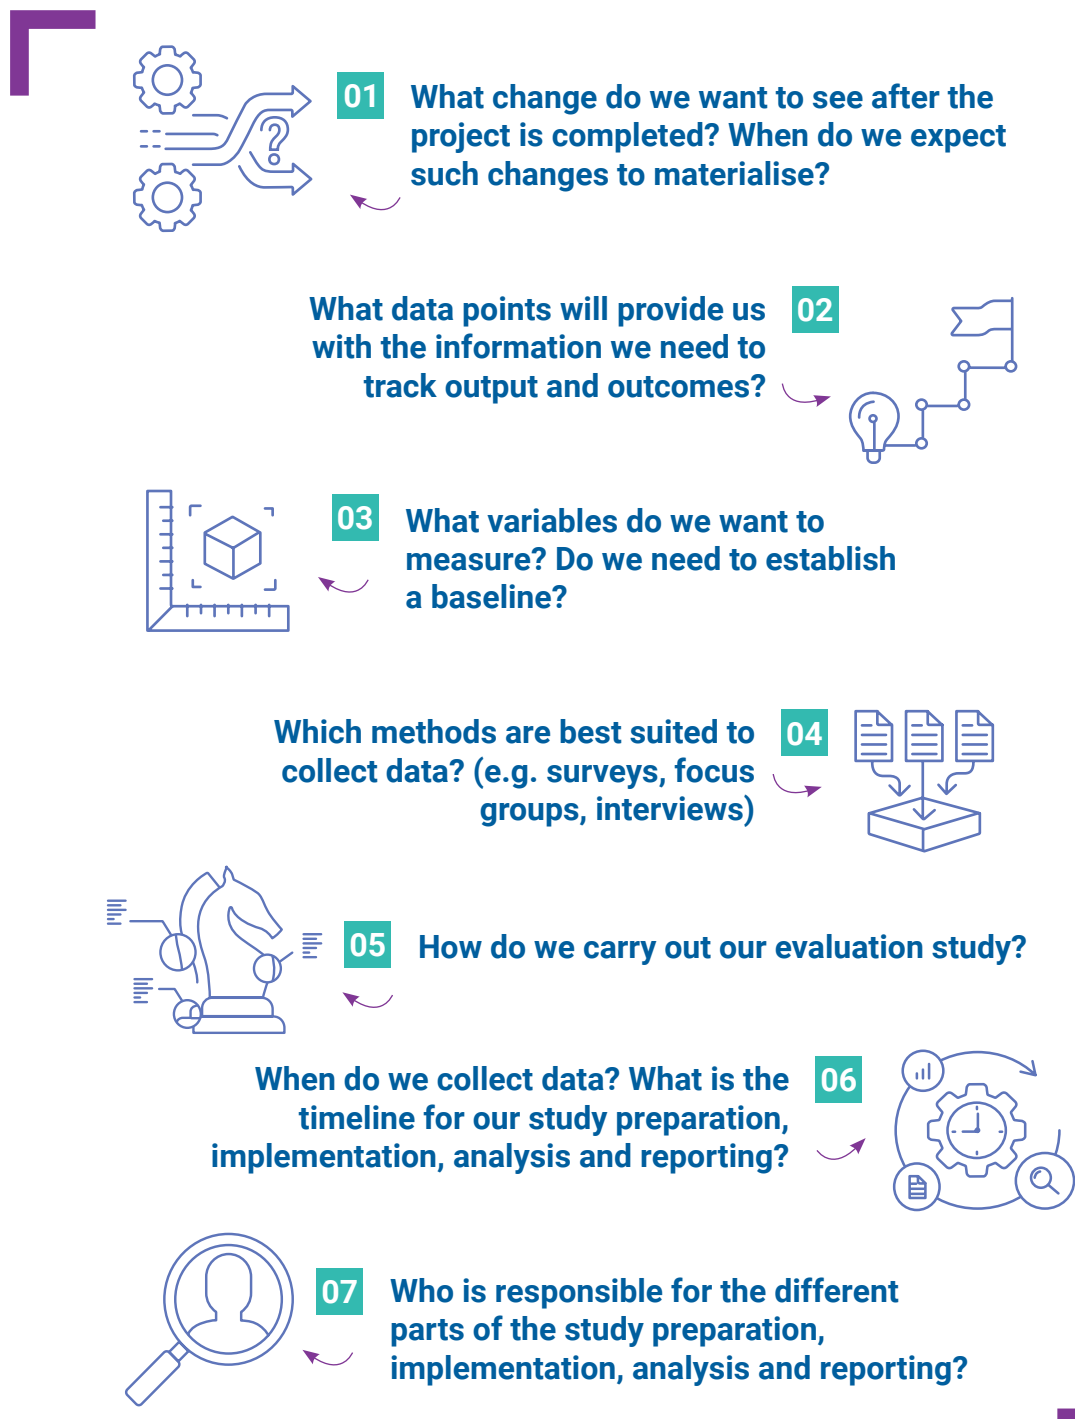 01
What change do we want to see after the
project is completed? When do we expect
such changes to materialise?
02
What data points will provide us
with the information we need to
track output and outcomes?
03
What variables do we want to
measure? Do we need to establish
a baseline?
04
Which methods are best suited to
collect data? (e.g. surveys, focus
groups, interviews)
05
How do we carry out our evaluation study?
06
When do we collect data? What is the
timeline for our study preparation,
implementation, analysis and reporting?
07
Who is responsible for the different
parts of the study preparation,
implementation, analysis and reporting?